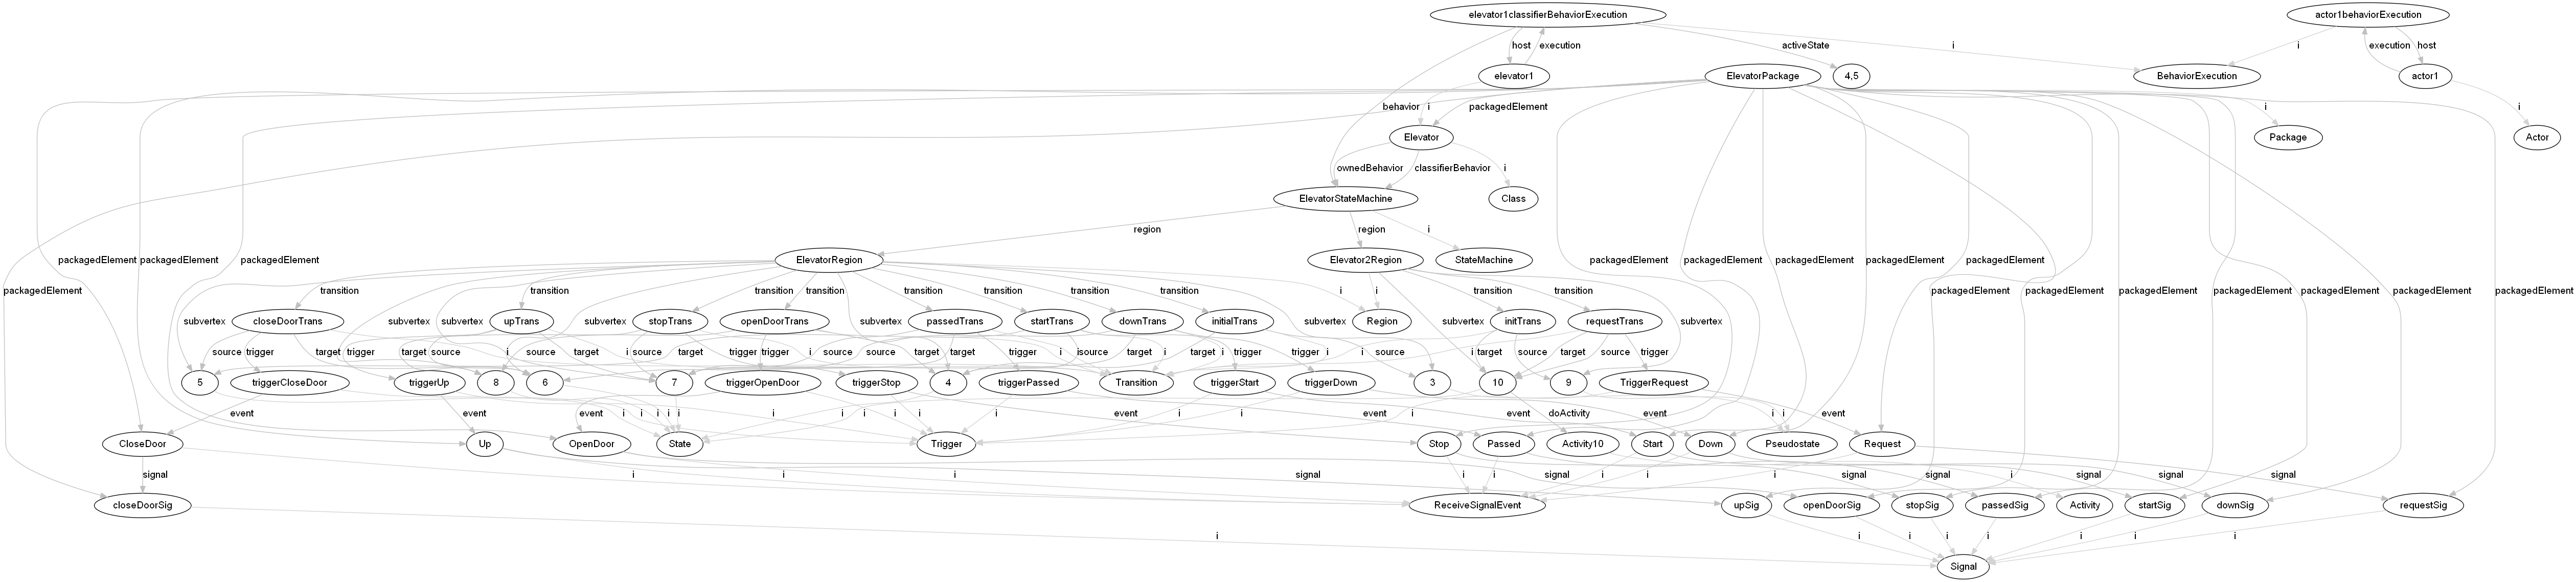 elevator1classifierBehaviorExecution actor1behaviorExecution
host execution activeState i i execution host
elevator1 ElevatorPackage 4,5 BehaviorExecution actor1
behavior i packagedElement i i
Elevator Package Actor
ownedBehavior classifierBehavior i
ElevatorStateMachine Class
region region i
packagedElement packagedElement packagedElement ElevatorRegion Elevator2Region StateMachine packagedElement packagedElement packagedElement packagedElement packagedElement
packagedElement transition transition transition transition transition transition transition transition i i transition transition packagedElement packagedElement packagedElement packagedElement packagedElement packagedElement
closeDoorTrans subvertex subvertex upTrans subvertex stopTrans openDoorTrans subvertex passedTrans startTrans downTrans initialTrans subvertex Region subvertex initTrans requestTrans subvertex
source trigger target trigger i target source source target i source trigger target trigger i source target source target trigger i source i target i trigger trigger target i source i target source target source trigger
5 triggerCloseDoor triggerUp 8 6 7 triggerOpenDoor triggerStop 4 triggerPassed Transition triggerStart triggerDown 3 10 9 TriggerRequest
event event i i i i event i i i i event i event i event i doActivity event i i event
CloseDoor Up OpenDoor State Trigger Stop Passed Activity10 Start Down Pseudostate Request
signal i i i signal i i signal i i signal i signal i signal signal signal
closeDoorSig ReceiveSignalEvent upSig openDoorSig stopSig passedSig Activity startSig downSig requestSig
i i i i i i i i
Signal